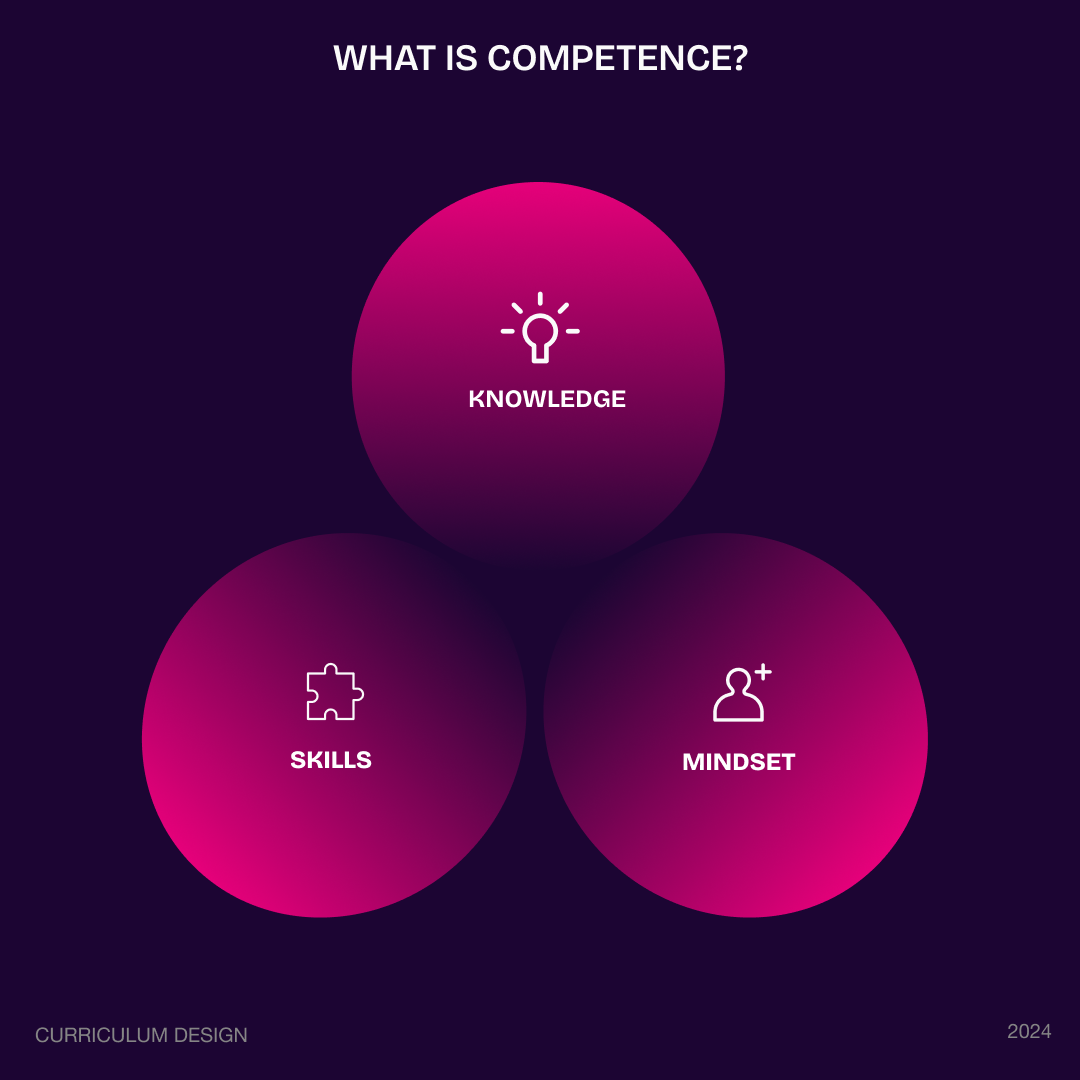 WHAT IS COMPETENCE?
KNOWLEDGE
SKILLS
MINDSET
CURRICULUM DESIGN
2024